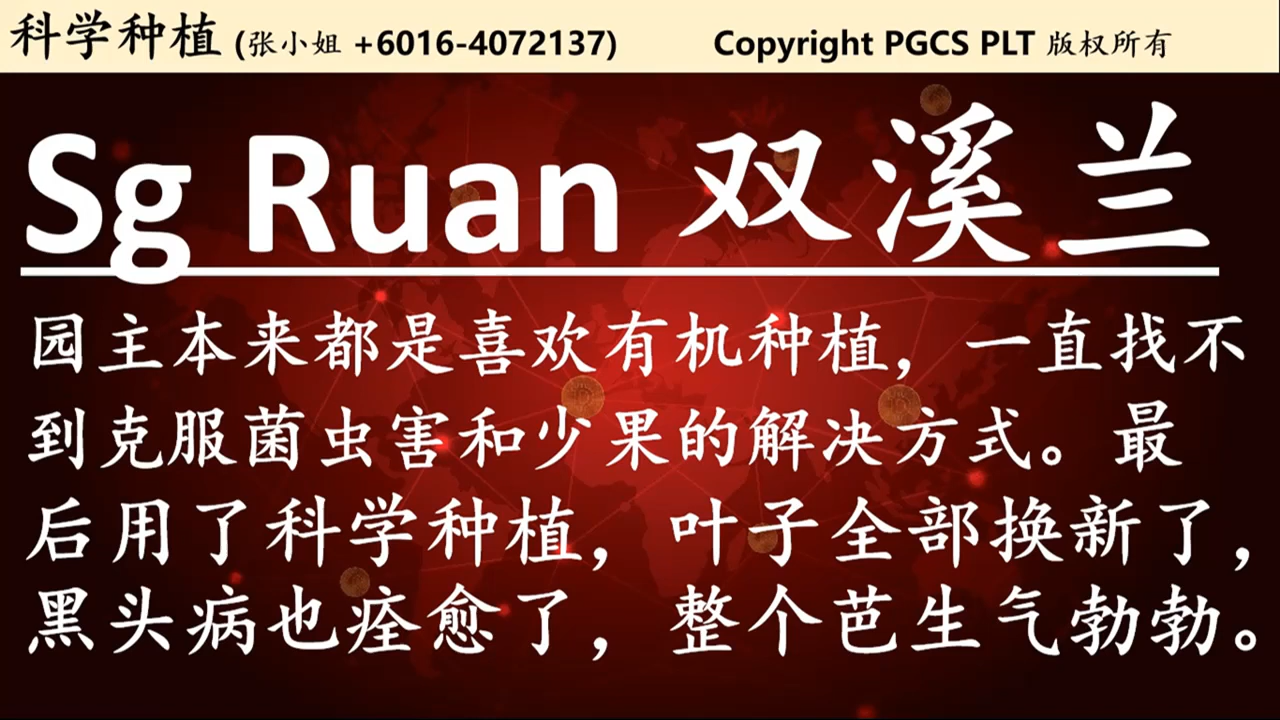 科学种植 (张小姐 +6016-4072137) Copyright PGCS PLT 版权所有
Sg Ruan 双溪兰
园主本来都是喜欢有机种植，一直找不
到克服菌虫害和少果的解决方式。最
后用了科学种植，叶子全部换新了，
黑头病也痊愈了，整个芭生气勃勃。